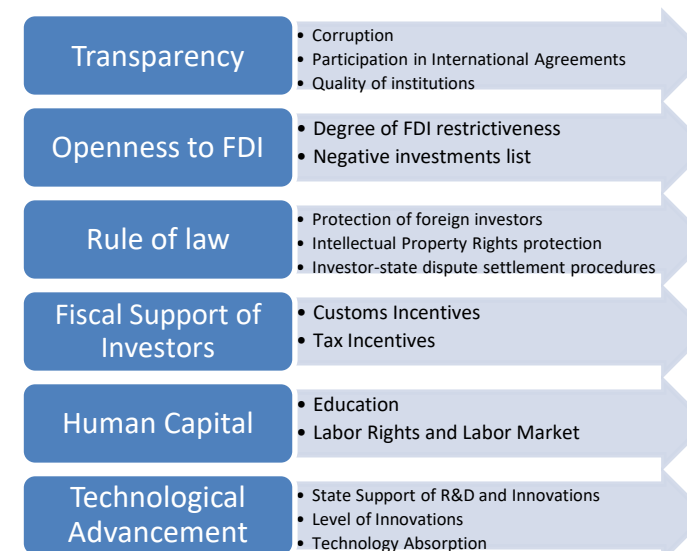 Transparency
• Corruption
• Participation in International Agreements
• Quality of institutions
Openness to FDI
• Degree of FDI restrictiveness
• Negative investments list
Rule of law
• Protection of foreign investors
• Intellectual Property Rights protection
• Investor-state dispute settlement procedures
Fiscal Support of
Investors
• Customs Incentives
• Tax Incentives
Human Capital
• Education
• Labor Rights and Labor Market
Technological
Advancement
• State Support of R&D and Innovations
• Level of Innovations
• Technology Absorption